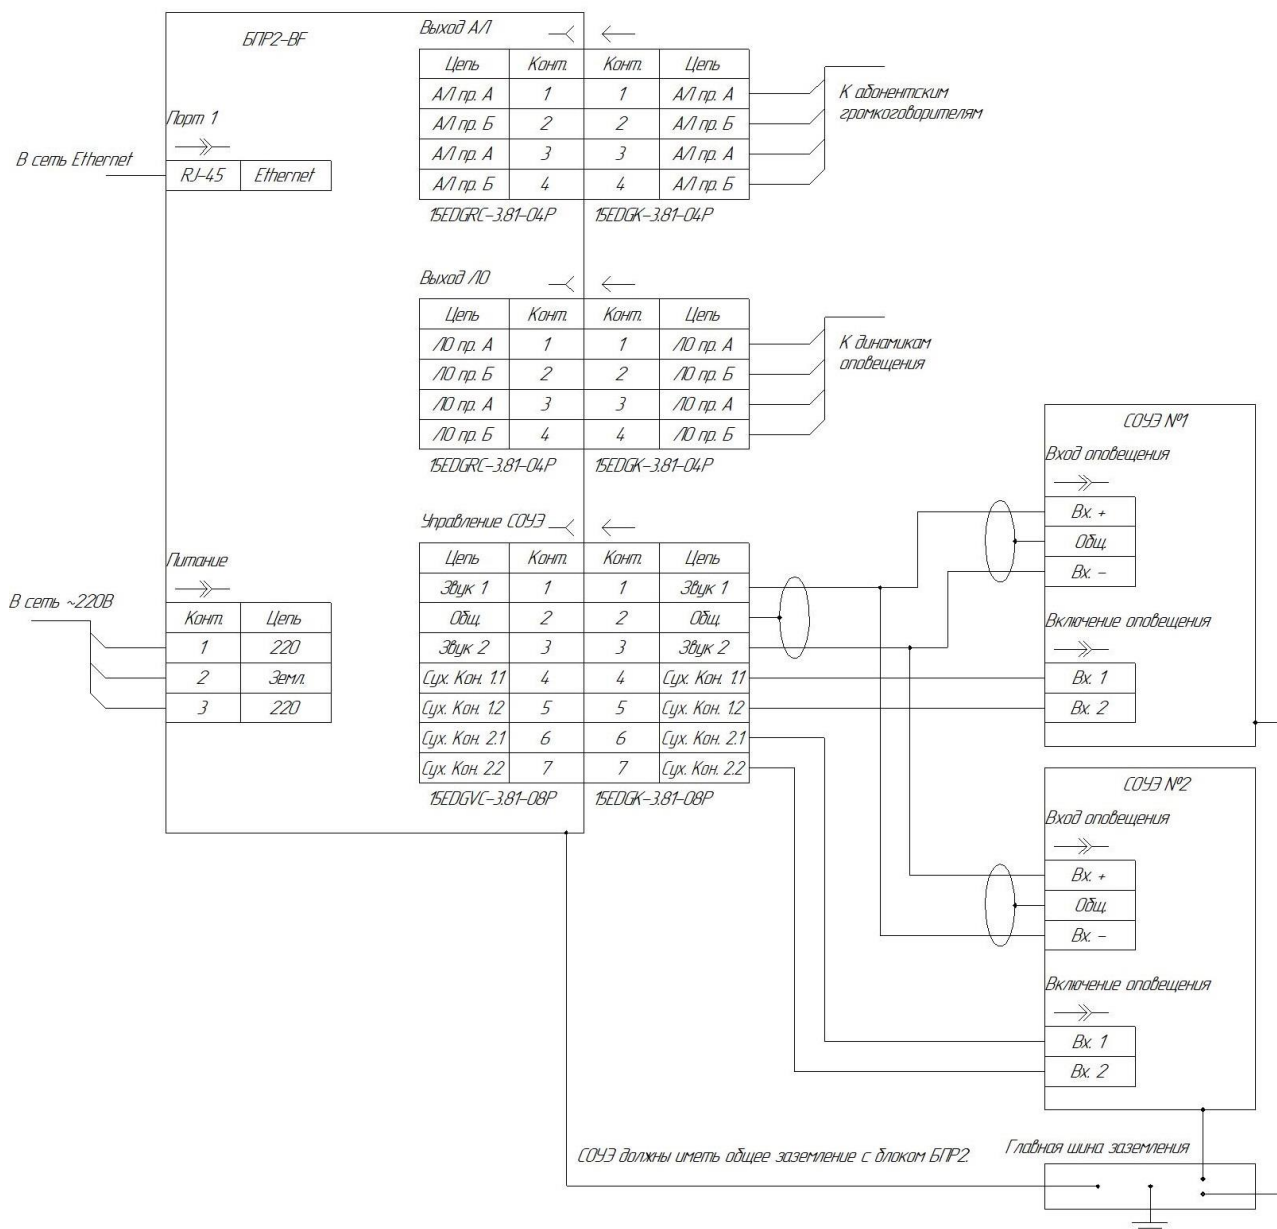 БПР2-BF
Порт 1
В сеть Ethernet
RJ-45 Ethernet
Питание
В сеть ~220В
Конт. Цепь
1 220
2 Земл.
3 220
Выход АЛ
Цепь Конт. Конт. Цепь
АЛ пр. А 1 1 АЛ пр. А
АЛ пр. Б 2 2 АЛ пр. Б
АЛ пр. А 3 3 АЛ пр. А
АЛ пр. Б 4 4 АЛ пр. Б
15EDGRC-3.81-04P 15EDGK-3.81-04P
К абонентским
громкоговорителям
Выход ЛО
Цепь Конт. Конт. Цепь
ЛО пр. А 1 1 ЛО пр. А
ЛО пр. Б 2 2 ЛО пр. Б
ЛО пр. А 3 3 ЛО пр. А
ЛО пр. Б 4 4 ЛО пр. Б
15EDGRC-3.81-04P 15EDGK-3.81-04P
К динамикам
оповещения
Управление СОУЭ
Цепь Конт. Конт. Цепь
Звук 1 1 1 Звук 1
Общ. 2 2 Общ.
Звук 2 3 3 Звук 2
Сух. Кон. 1.1 4 4 Сух. Кон. 1.1
Сух. Кон. 1.2 5 5 Сух. Кон. 1.2
Сух. Кон. 2.1 6 6 Сух. Кон. 2.1
Сух. Кон. 2.2 7 7 Сух. Кон. 2.2
15EDGVC-3.81-08P 15EDGK-3.81-08P
СОУЭ №1
Вход оповещения
Вх. +
Общ.
Вх. -
Включение оповещения
Вх. 1
Вх. 2
СОУЭ №2
Вход оповещения
Вх. +
Общ.
Вх. -
Включение оповещения
Вх. 1
Вх. 2
СОУЭ должны иметь общее заземление с блоком БПР2.
Главная шина заземления